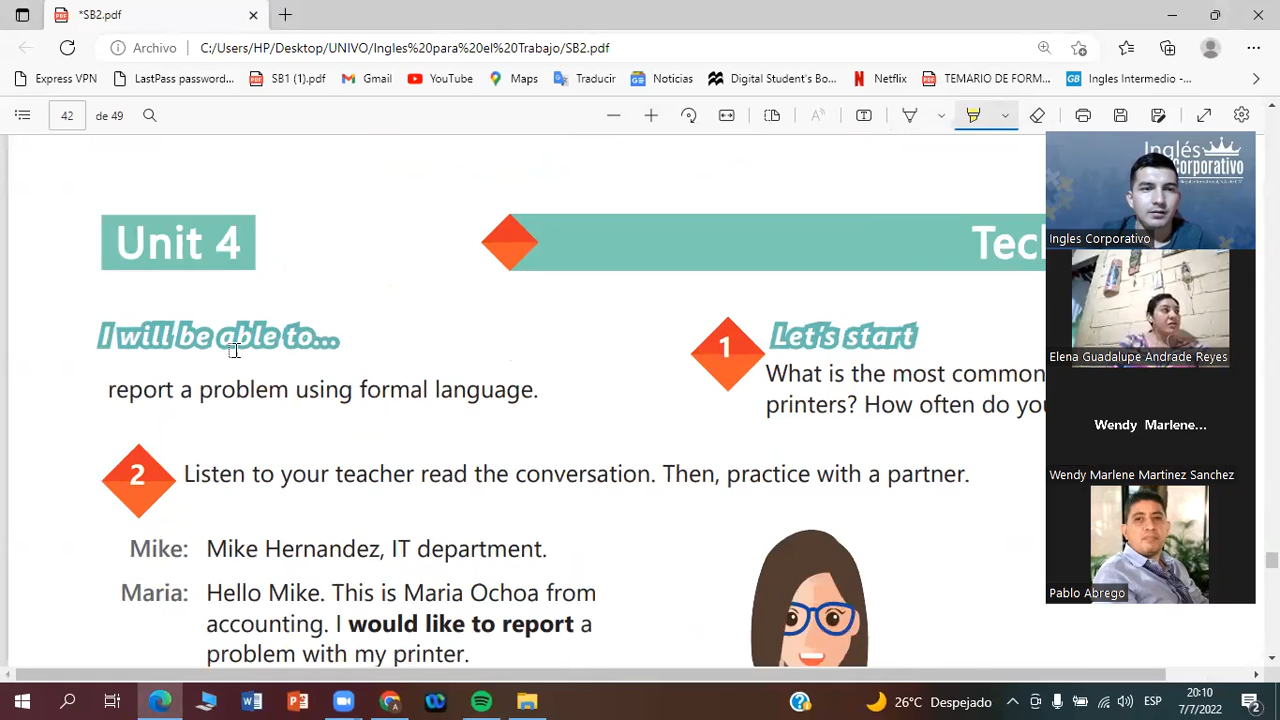 *SB2.pdf
Archivo
C:/Users/HP/Desktop/UNIVO/Ingles%20para%20el%20Trabajo/SB2.pdf
Express VPN
LastPass password...
SB1 (1).pdf
Gmail
YouTube
Maps
Traducir
Noticias
Digital Student's Bo...
Netflix
TEMARIO DE FORM...
Ingles Intermedio -...
42 de 49
Unit 4
Tec
I will be able to...
report a problem using formal language.
1 Let's start
What is the most common
printers? How often do you
2 Listen to your teacher read the conversation. Then, practice with a partner.
Mike: Mike Hernandez, IT department.
Maria: Hello Mike. This is Maria Ochoa from
accounting. I would like to report a
problem with my printer.
Inglés
Corporativo
Ingles Corporativo
Elena Guadalupe Andrade Reyes
Wendy Marlene...
Wendy Marlene Martinez Sanchez
Pablo Abrego
26°C Despejado
ESP
20:10
7/7/2022
2